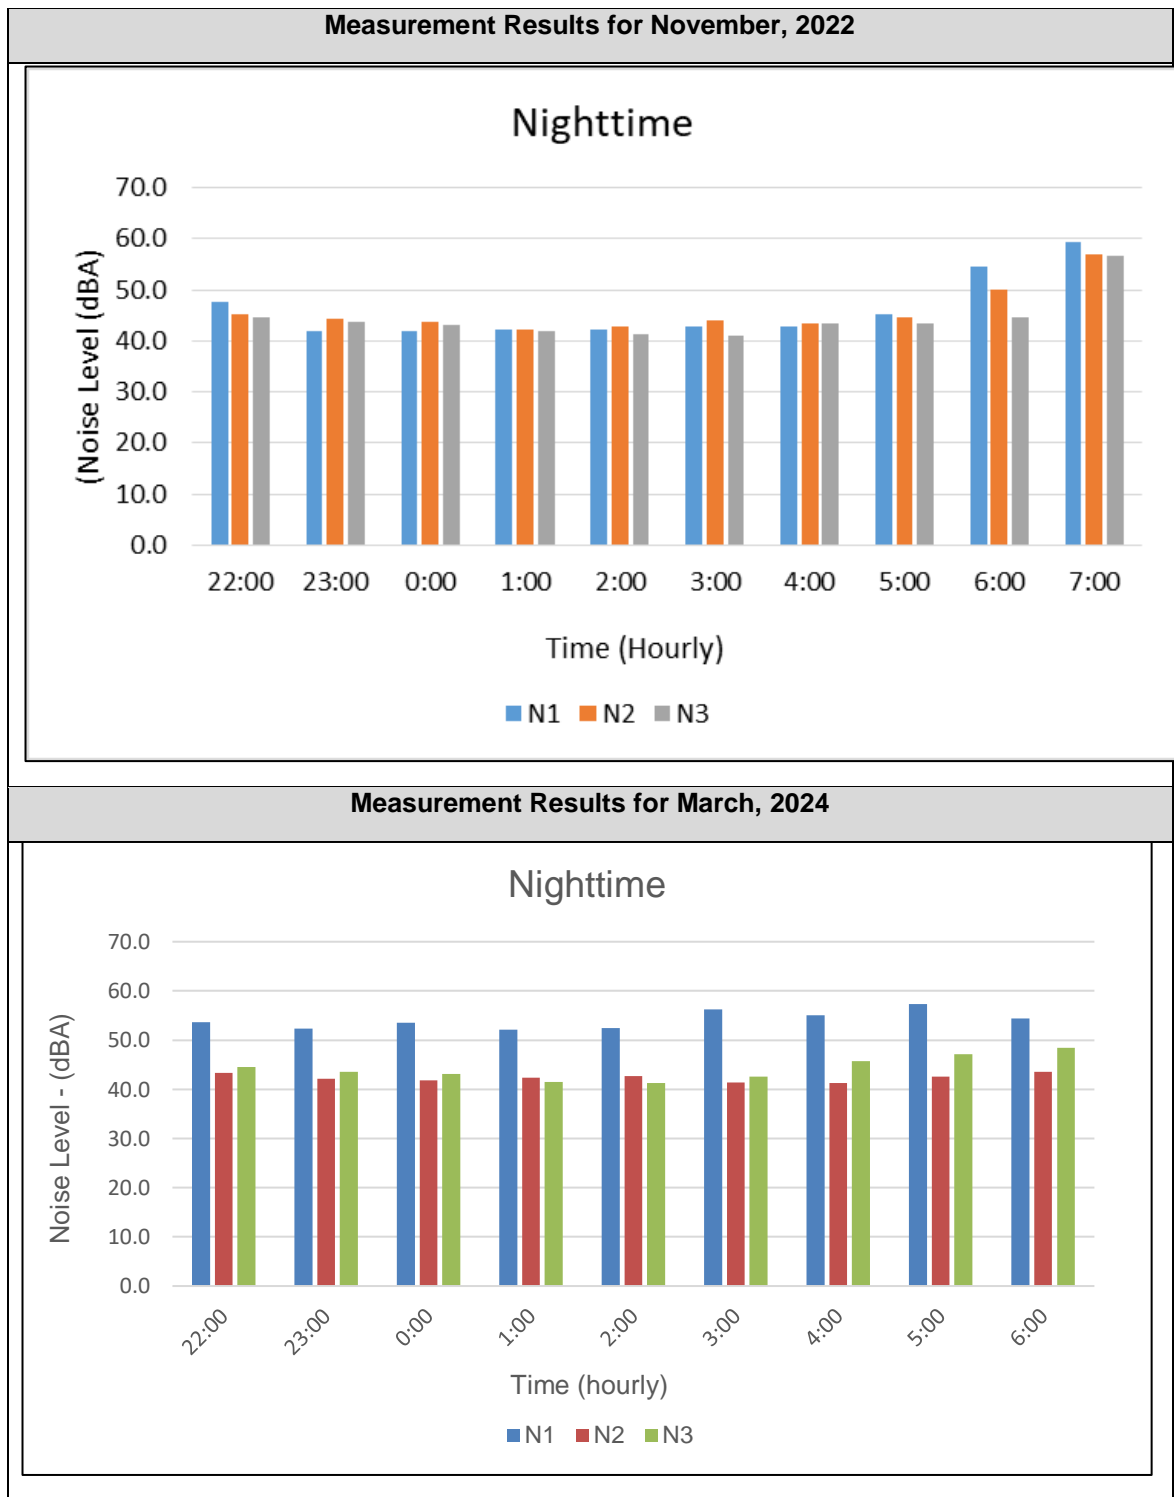 Measurement Results for November, 2022
Nighttime
(Noise Level (dBA)
70.0
60.0
50.0
40.0
30.0
20.0
10.0
0.0
22:00 23:00 0:00 1:00 2:00 3:00 4:00 5:00 6:00 7:00
Time (Hourly)
N1 N2 N3
Measurement Results for March, 2024
Nighttime
Noise Level - (dBA)
70.0
60.0
50.0
40.0
30.0
20.0
10.0
0.0
22:00 23:00 0:00 1:00 2:00 3:00 4:00 5:00 6:00
Time (hourly)
N1 N2 N3